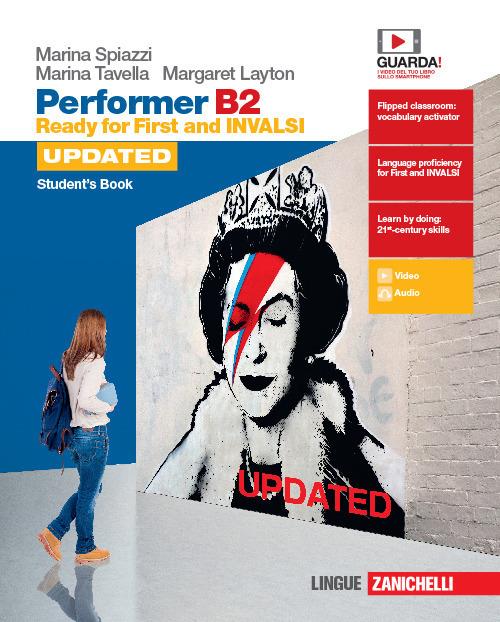 Marina Spiazzi
Marina Tavella Margaret Layton
Performer B2
Ready for First and INVALSI
UPDATED
Student's Book
GUARDA!
I VIDEO DEL TUO LIBRO
SULLO SMARTPHONE
Flipped classroom:
vocabulary activator
Language proficiency
for First and INVALSI
Learn by doing:
21st-century skills
Video
Audio
UPDATED
LINGUE ZANICHELLI